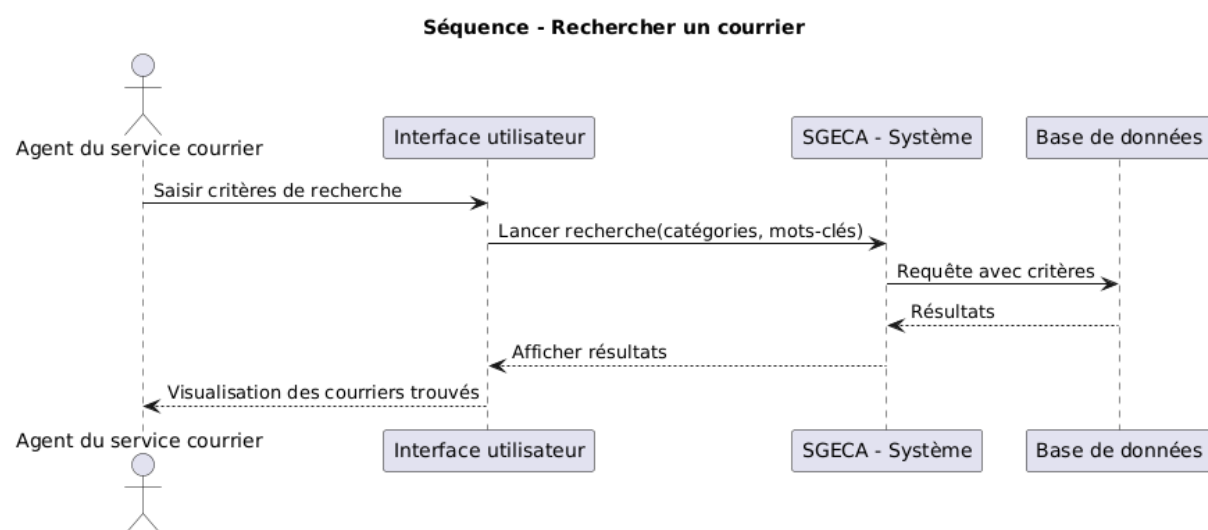 Séquence - Rechercher un courrier
Agent du service courrier
Interface utilisateur
SGECA - Système
Base de données
Saisir critères de recherche
Lancer recherche(catégories, mots-clés)
Requête avec critères
Résultats
Afficher résultats
Visualisation des courriers trouvés
Agent du service courrier
Interface utilisateur
SGECA - Système
Base de données